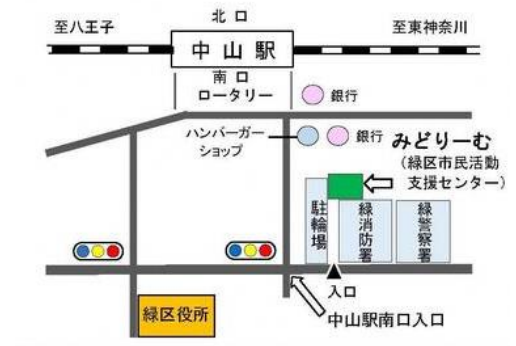 北口
至八王子
至東神奈川
中山駅
南口
ロータリー
銀行
ハンバーガー
ショップ
銀行
みどりーむ
（緑区市民活動
支援センター）
駐輪場
緑消防署
緑警察署
入口
緑区役所
中山駅南口入口